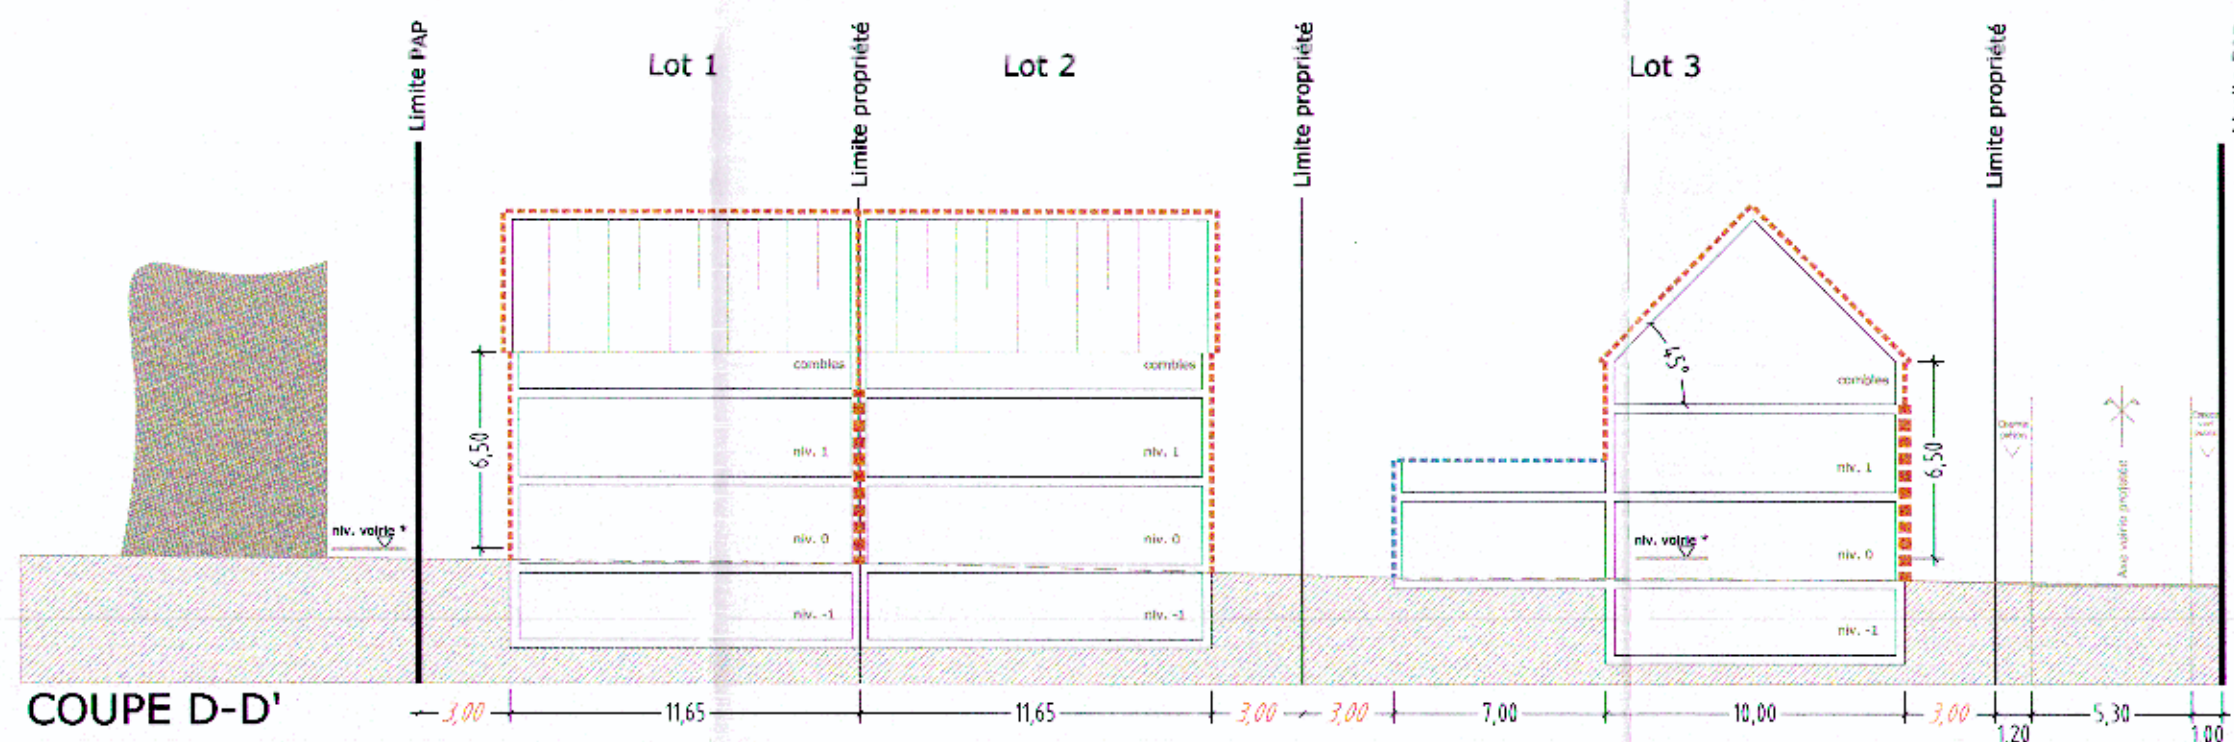 Limite PAP
Lot 1
Limite propriété
Lot 2
Limite propriété
Lot 3
Limite propriété
combles
combles
combles
45°
6,50
niv. 1
niv. 1
niv. 1
6,50
niv. voirie *
niv. 0
niv. 0
niv. voirie *
niv. 0
Axe voirie projetée
niv. -1
niv. -1
niv. -1
COUPE D-D'
3,00
11,65
11,65
3,00
3,00
7,00
10,00
3,00
1,20
5,30
1,00